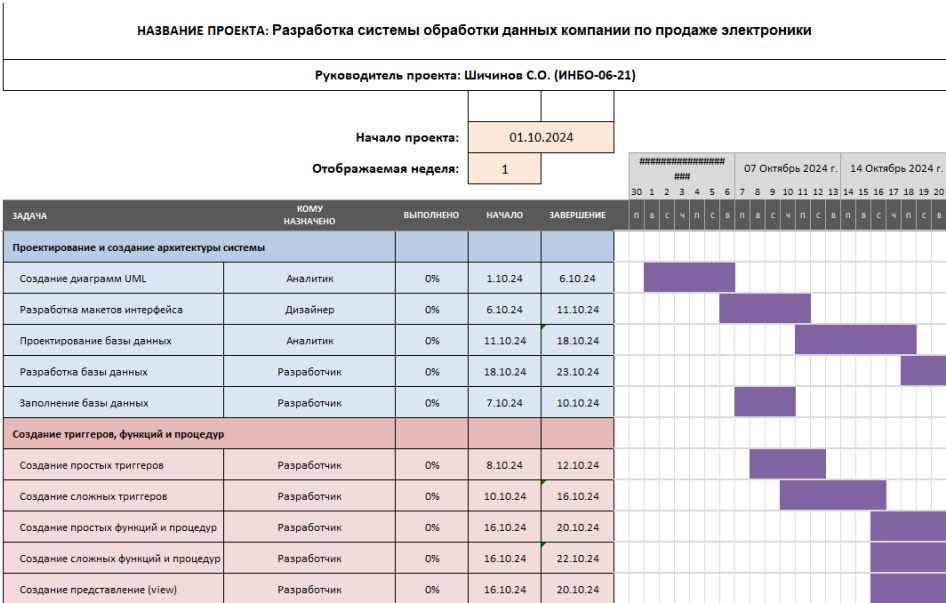 НАЗВАНИЕ ПРОЕКТА: Разработка системы обработки данных компании по продаже электроники
Руководитель проекта: Шичинов С.О. (ИНБО-06-21)
Начало проекта: 01.10.2024
Отображаемая неделя: 1
################
###
07 Октябрь 2024 г. 14 Октябрь 2024 г.
30 1 2 3 4 5 6 7 8 9 10 11 12 13 14 15 16 17 18 19 20
ЗАДАЧА КОМУ НАЗНАЧЕНО ВЫПОЛНЕНО НАЧАЛО ЗАВЕРШЕНИЕ п в с ч п с в п в с ч п с в п в с ч п с в
Проектирование и создание архитектуры системы
Создание диаграмм UML Аналитик 0% 1.10.24 6.10.24
Разработка макетов интерфейса Дизайнер 0% 6.10.24 11.10.24
Проектирование базы данных Аналитик 0% 11.10.24 18.10.24
Разработка базы данных Разработчик 0% 18.10.24 23.10.24
Заполнение базы данных Разработчик 0% 7.10.24 10.10.24
Создание триггеров, функций и процедур
Создание простых триггеров Разработчик 0% 8.10.24 12.10.24
Создание сложных триггеров Разработчик 0% 10.10.24 16.10.24
Создание простых функций и процедур Разработчик 0% 16.10.24 20.10.24
Создание сложных функций и процедур Разработчик 0% 16.10.24 22.10.24
Создание представление (view) Разработчик 0% 16.10.24 20.10.24